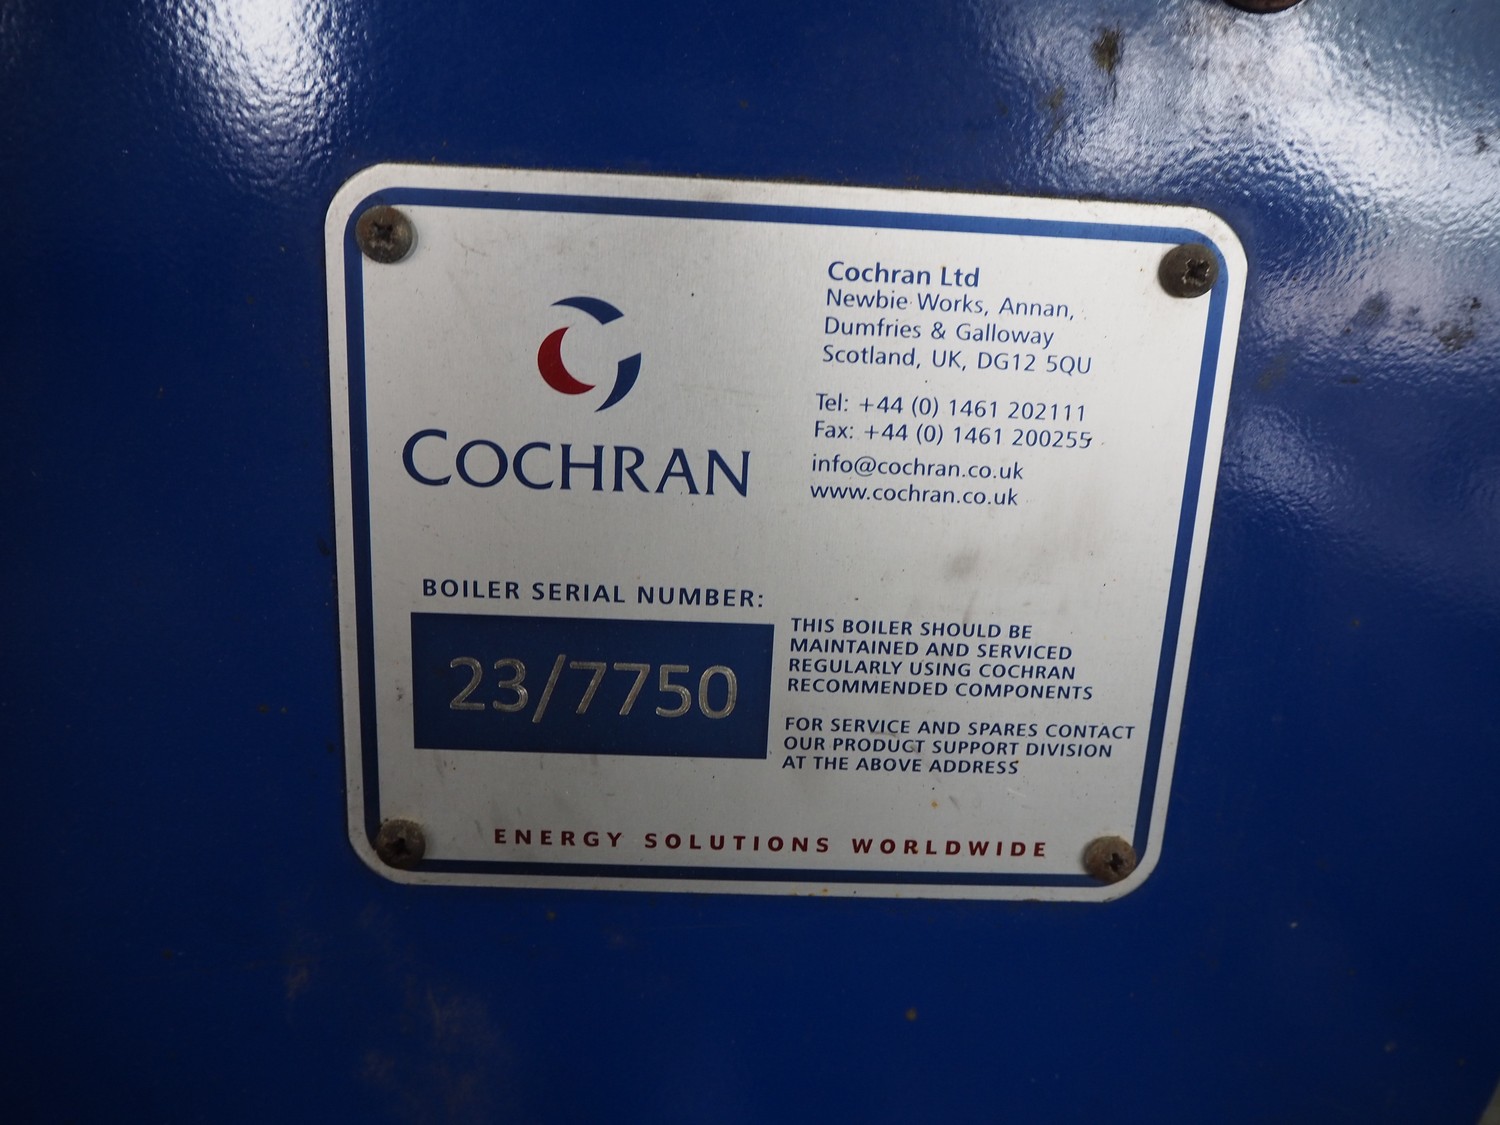 COCHRAN
Cochran Ltd
Newbie Works, Annan,
Dumfries & Galloway
Scotland, UK, DG12 5QU
Tel: +44 (0) 1461 202111
Fax: +44 (0) 1461 200255
info@cochran.co.uk
www.cochran.co.uk
BOILER SERIAL NUMBER:
23/7750
THIS BOILER SHOULD BE
MAINTAINED AND SERVICED
REGULARLY USING COCHRAN
RECOMMENDED COMPONENTS
FOR SERVICE AND SPARES CONTACT
OUR PRODUCT SUPPORT DIVISION
AT THE ABOVE ADDRESS
ENERGY SOLUTIONS WORLDWIDE